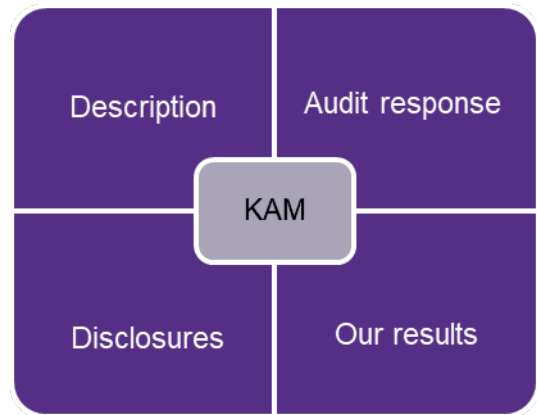 Description
Audit response
KAM
Disclosures
Our results